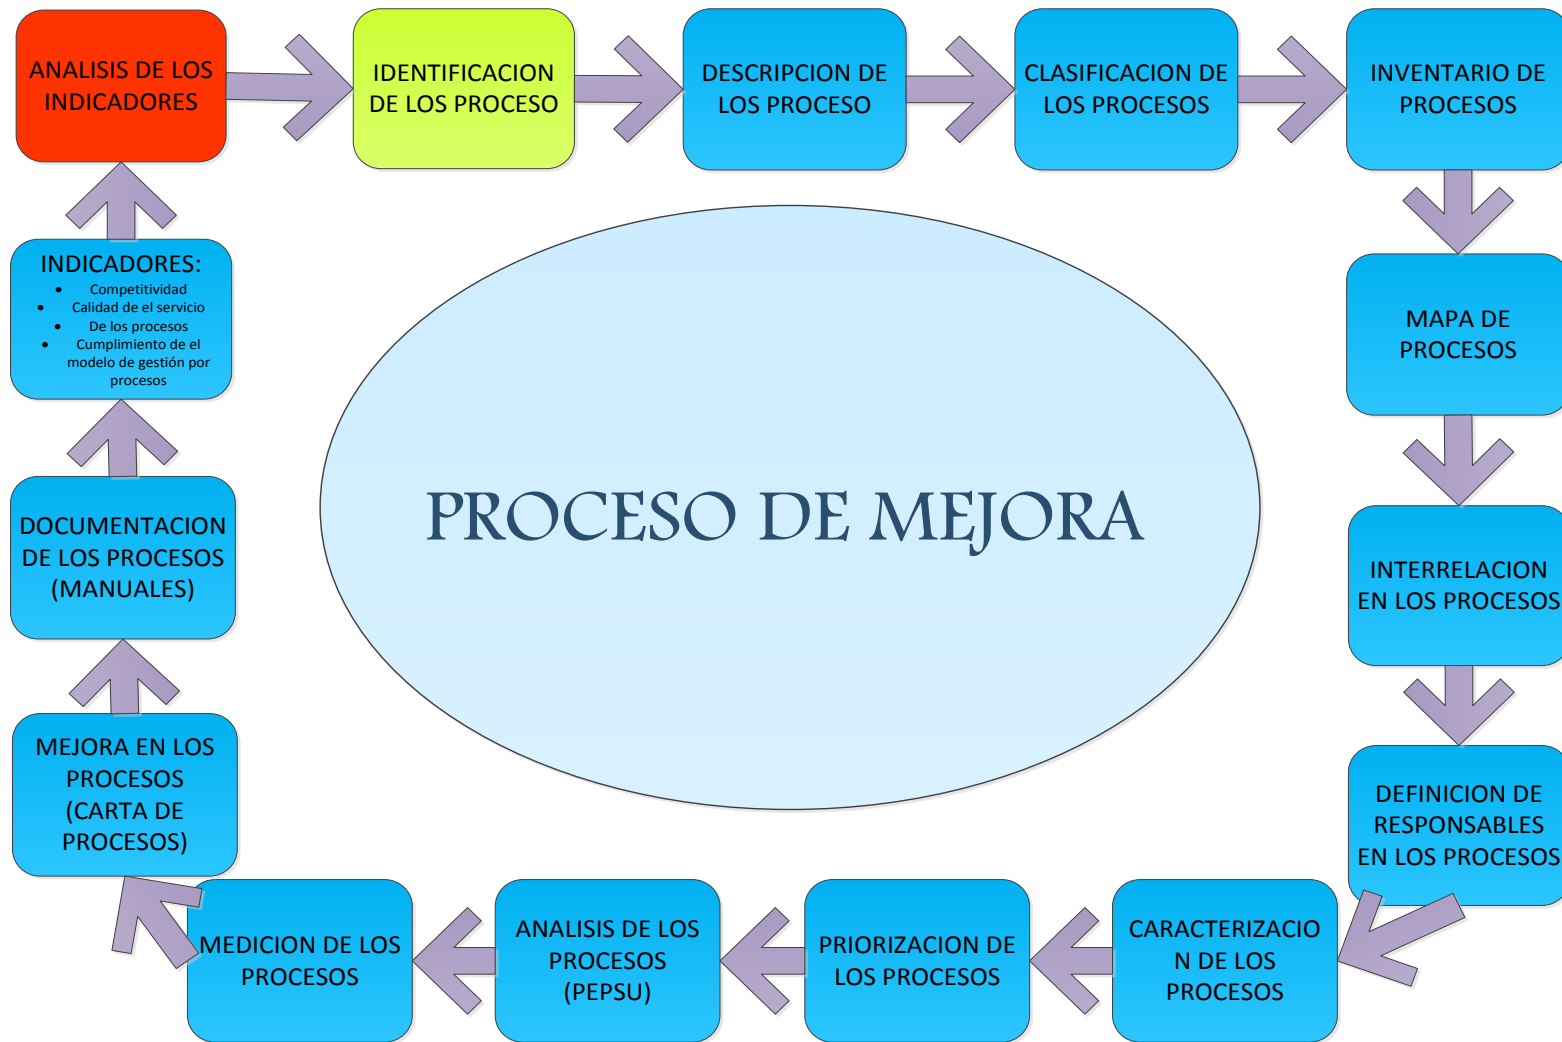 ANALISIS DE LOS
INDICADORES
IDENTIFICACION
DE LOS PROCESO
DESCRIPCION DE
LOS PROCESO
CLASIFICACION DE
LOS PROCESOS
INVENTARIO DE
PROCESOS
MAPA DE
PROCESOS
INTERRELACION
EN LOS PROCESOS
DEFINICION DE
RESPONSABLES
EN LOS PROCESOS
CARACTERIZACIO
N DE LOS
PROCESOS
PRIORIZACION DE
LOS PROCESOS
ANALISIS DE LOS
PROCESOS
(PEPSU)
MEDICION DE LOS
PROCESOS
MEJORA EN LOS
PROCESOS
(CARTA DE
PROCESOS)
DOCUMENTACION
DE LOS PROCESOS
(MANUALES)
INDICADORES:
• Competitividad
• Calidad de el servicio
• De los procesos
• Cumplimiento de el
modelo de gestión por
procesos
PROCESO DE MEJORA